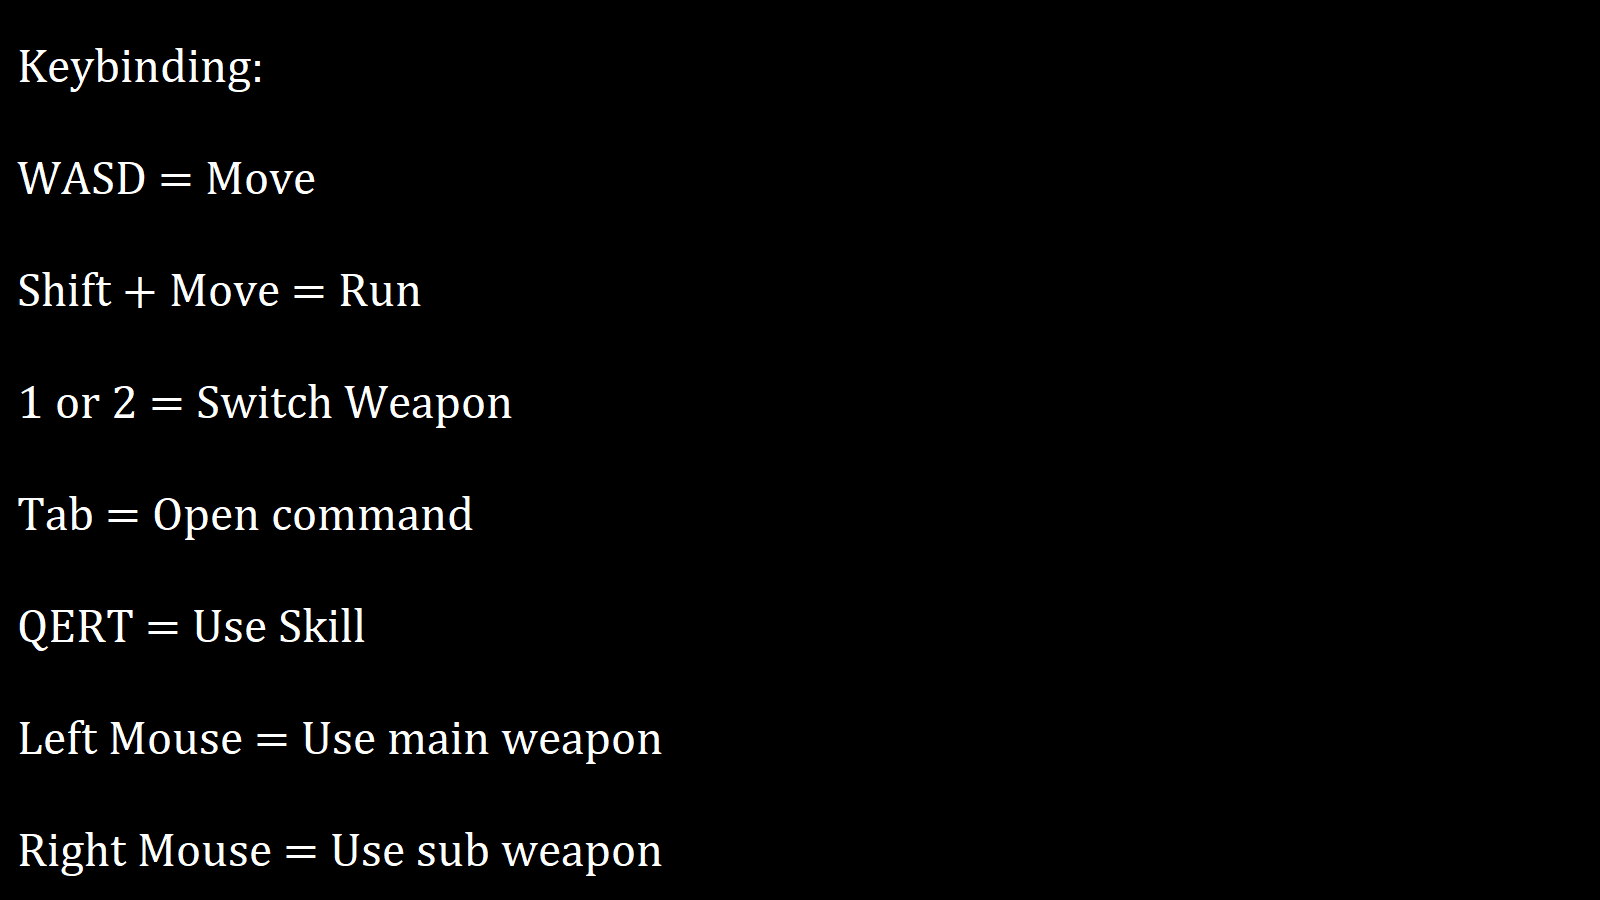 Keybinding:
WASD = Move
Shift + Move = Run
1 or 2 = Switch Weapon
Tab = Open command
QERT = Use Skill
Left Mouse = Use main weapon
Right Mouse = Use sub weapon